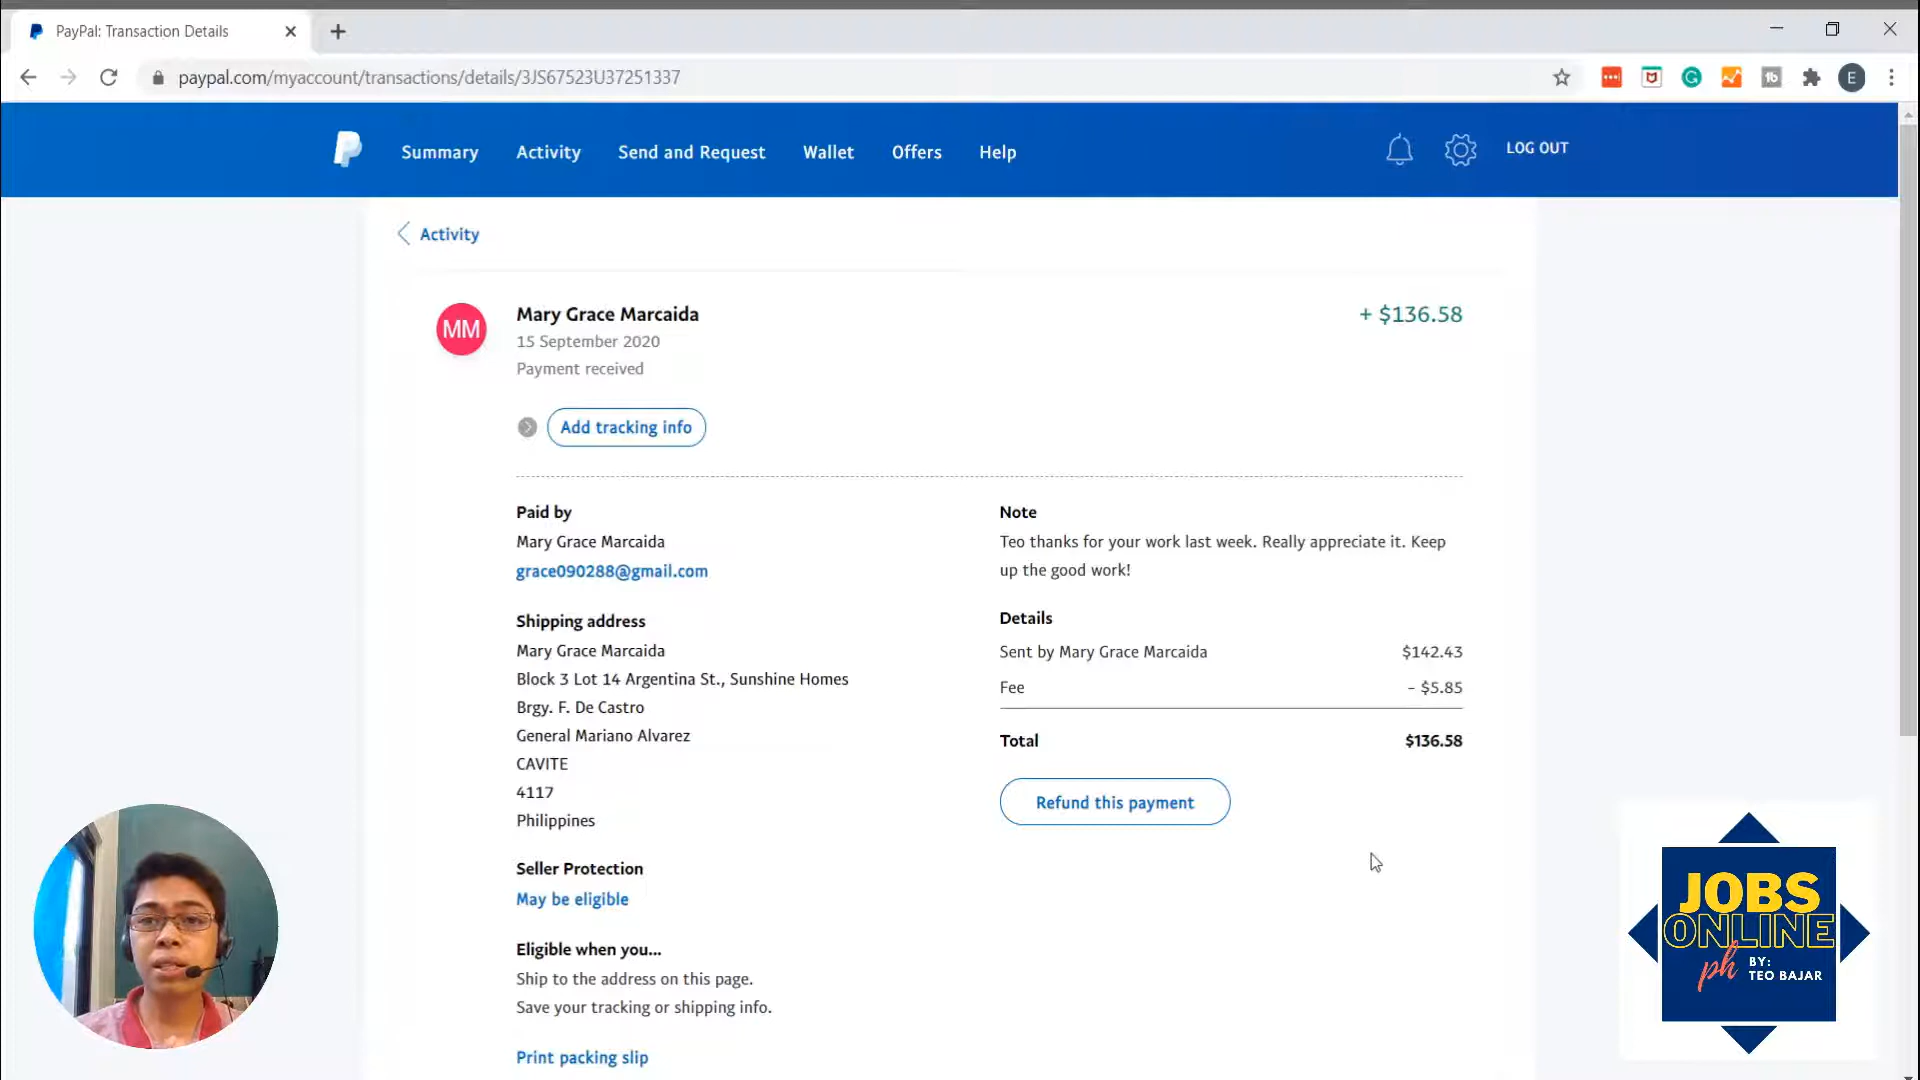 PayPal: Transaction Details
paypal.com/myaccount/transactions/details/3JS67523U37251337
E
Summary
Activity
Send and Request
Wallet
Offers
Help
LOG OUT
Activity
MM
Mary Grace Marcaida
+ $136.58
15 September 2020
Payment received
Add tracking info
Paid by
Mary Grace Marcaida
grace090288@gmail.com
Shipping address
Mary Grace Marcaida
Block 3 Lot 14 Argentina St., Sunshine Homes
Brgy. F. De Castro
General Mariano Alvarez
CAVITE
4117
Philippines
Seller Protection
May be eligible
Eligible when you...
Ship to the address on this page.
Save your tracking or shipping info.
Print packing slip
Note
Teo thanks for your work last week. Really appreciate it. Keep
up the good work!
Details
Sent by Mary Grace Marcaida $142.43
Fee - $5.85
Total $136.58
Refund this payment
JOBS
ONLINE
ph
BY:
TEO BAJAR